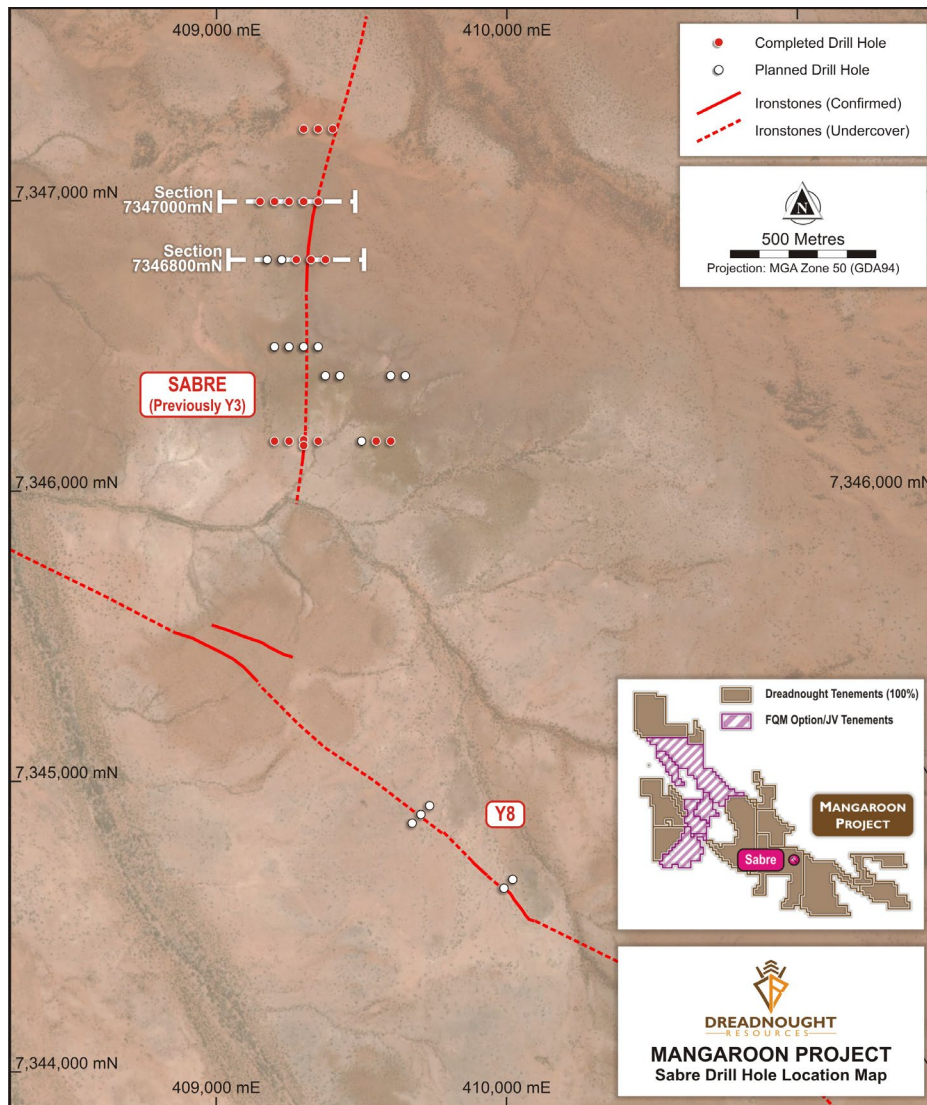 409,000 mE
410,000 mE
Completed Drill Hole
Planned Drill Hole
Ironstones (Confirmed)
Ironstones (Undercover)
7,347,000 mN
Section
7347000mN
N
500 Metres
Projection: MGA Zone 50 (GDA94)
Section
7346800mN
SABRE
(Previously Y3)
7,346,000 mN
7,346,000 mN
Dreadnought Tenements (100%)
FQM Option/JV Tenements
MANGAROON
PROJECT
Sabre
7,345,000 mN
Y8
DREADNOUGHT
RESOURCES
MANGAROON PROJECT
Sabre Drill Hole Location Map
7,344,000 mN
409,000 mE
410,000 mE